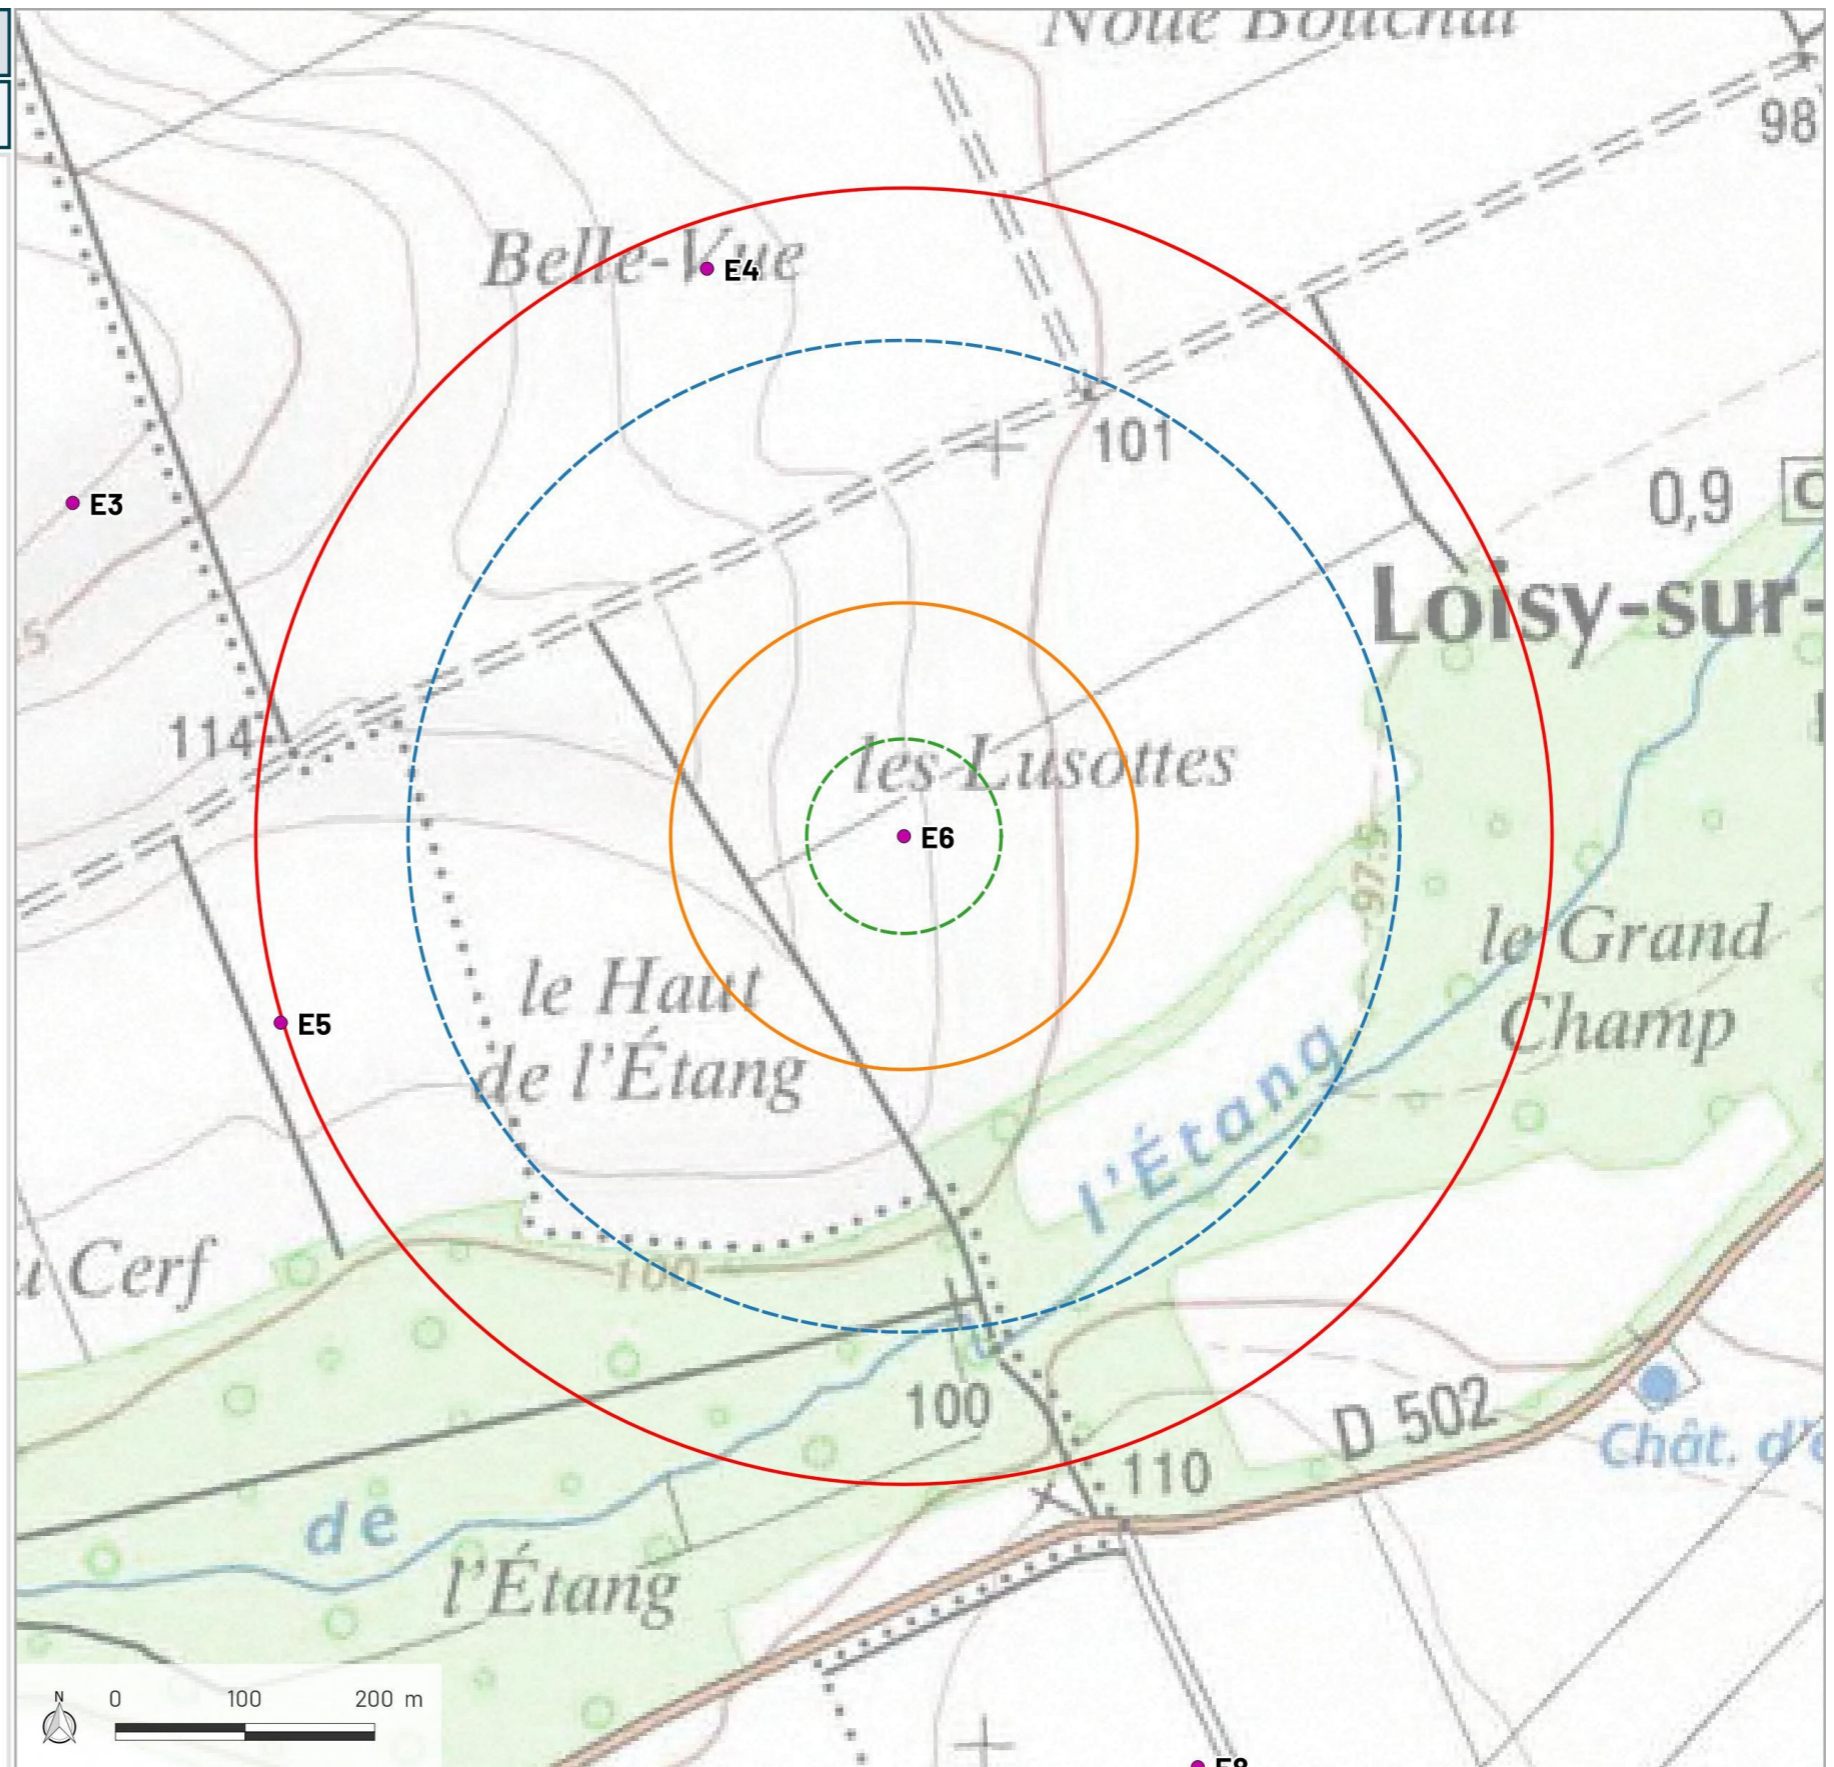 Noue Bouchat
98
Belle-Vue
E4
101
E3
0,9
Loisy-sur-
5
114
les Lusottes
E6
97.5
le Grand
Champ
le Haut
de l'Étang
E5
l'Étang
u Cerf
100
100
D 502
110
Chât. d'e
de
l'Étang
N
0 100 200 m
E8